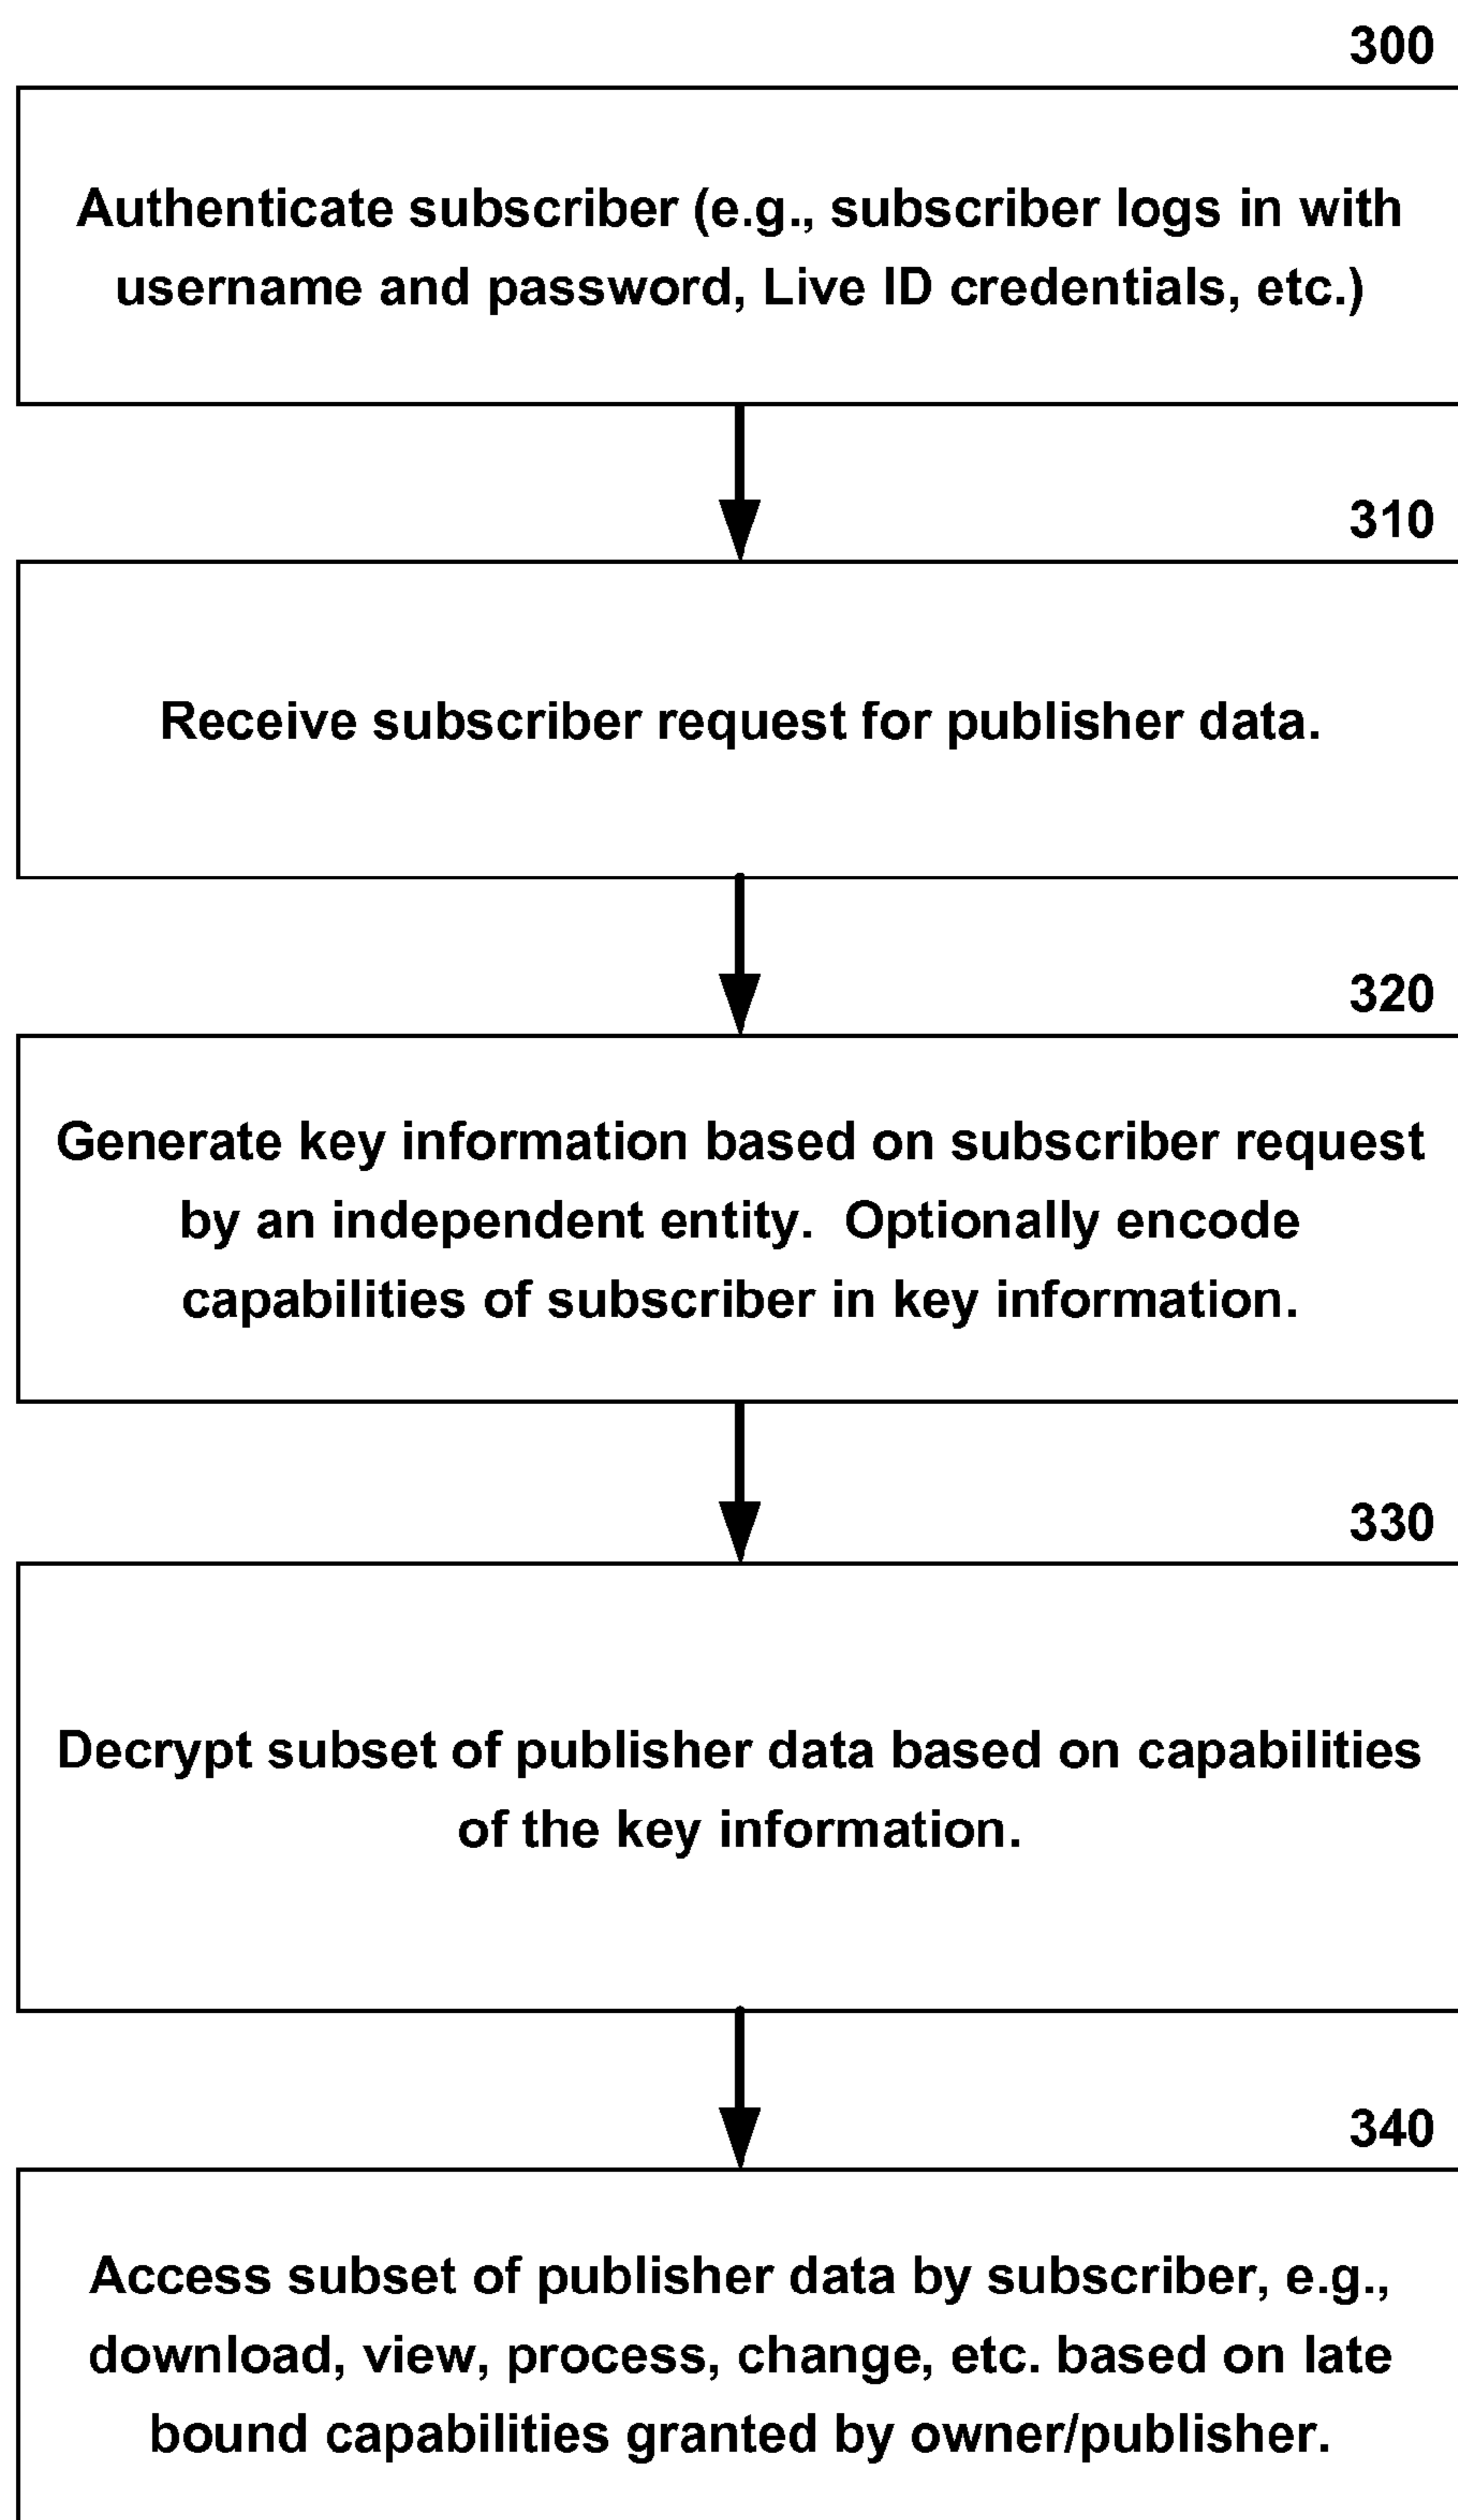 300
Authenticate subscriber (e.g., subscriber logs in with
username and password, Live ID credentials, etc.)
310
Receive subscriber request for publisher data.
320
Generate key information based on subscriber request
by an independent entity.  Optionally encode
capabilities of subscriber in key information.
330
Decrypt subset of publisher data based on capabilities
of the key information.
340
Access subset of publisher data by subscriber, e.g.,
download, view, process, change, etc. based on late
bound capabilities granted by owner/publisher.